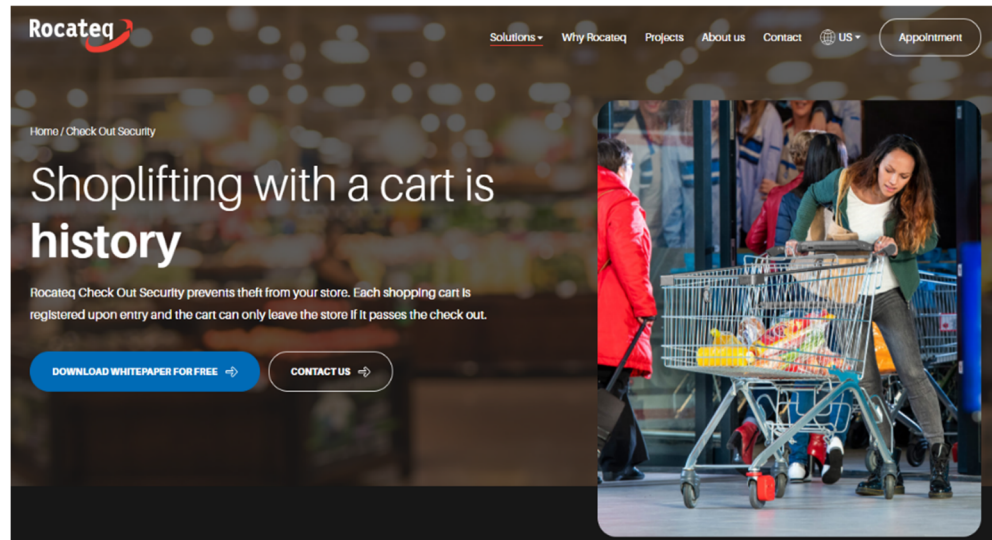 Rocateq
Solutions
Why Rocateq
Projects
About us
Contact
US
Appointment
Home / Check Out Security
Shoplifting with a cart is
history
Rocateq Check Out Security prevents theft from your store. Each shopping cart is
registered upon entry and the cart can only leave the store if it passes the check out.
DOWNLOAD WHITEPAPER FOR FREE
CONTACT US